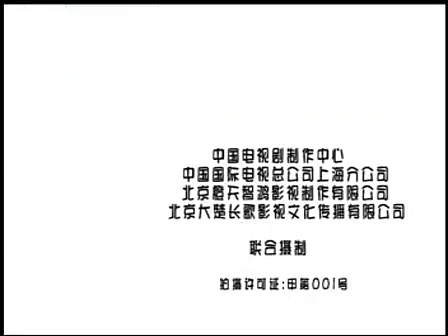 中国电视剧制作中心
中国国际电视总公司上海分公司
北京橙天智鸿影视制作有限公司
北京大楚长歌影视文化传播有限公司
联合摄制
拍摄许可证:甲第001号